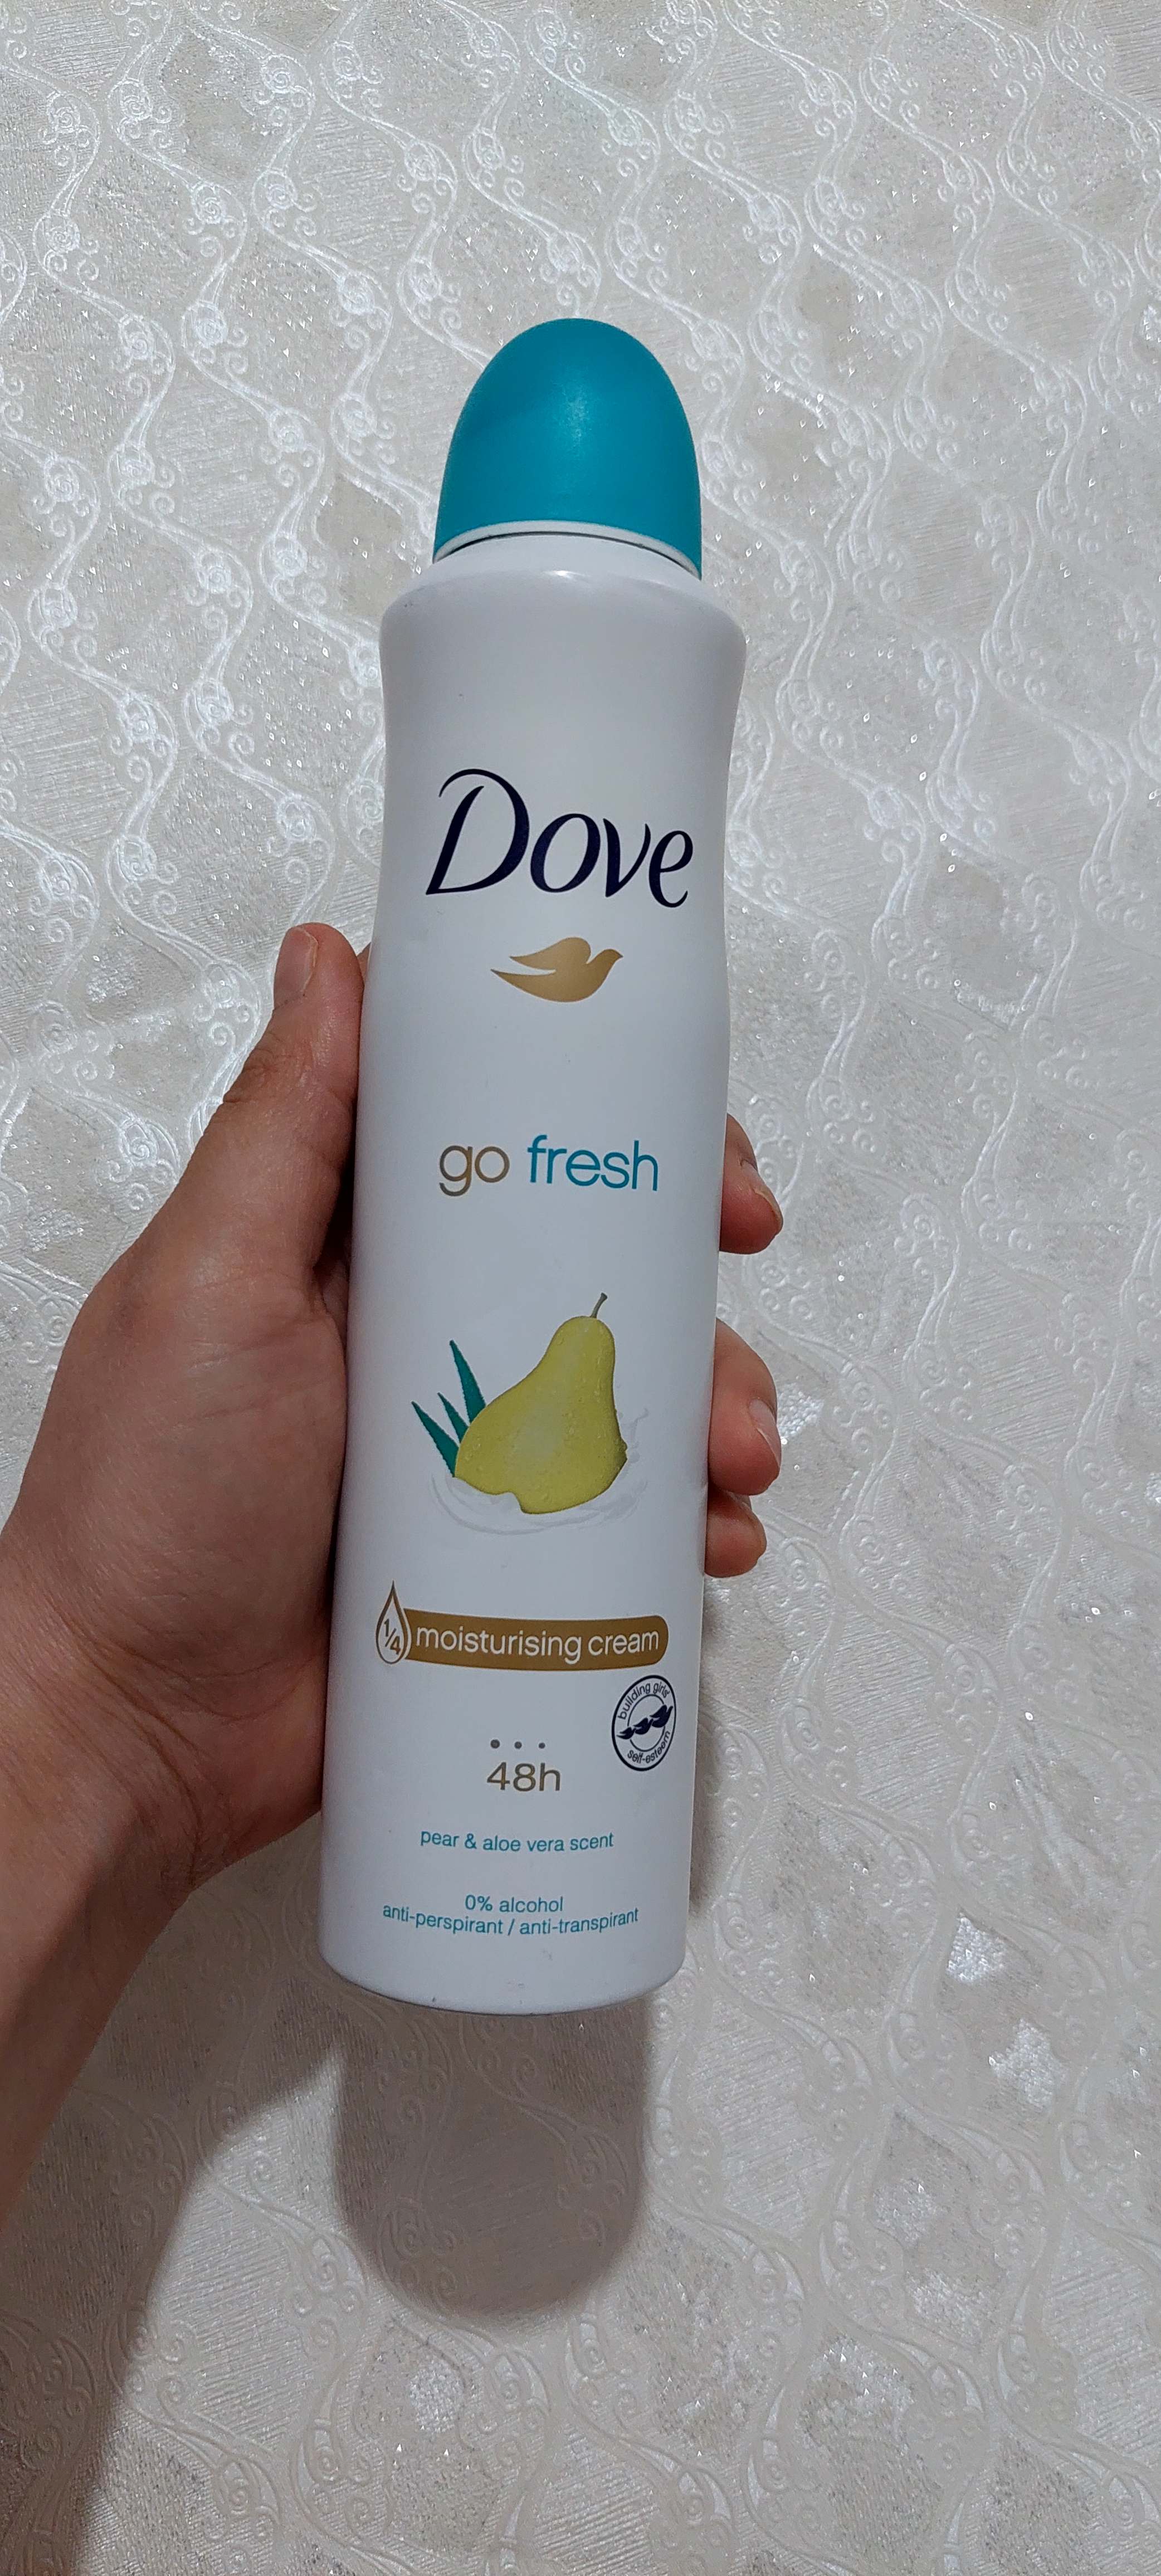 Dove
go fresh
1/4 moisturising cream
building girls'
self-esteem
48h
pear & aloe vera scent
0% alcohol
anti-perspirant / anti-transpirant